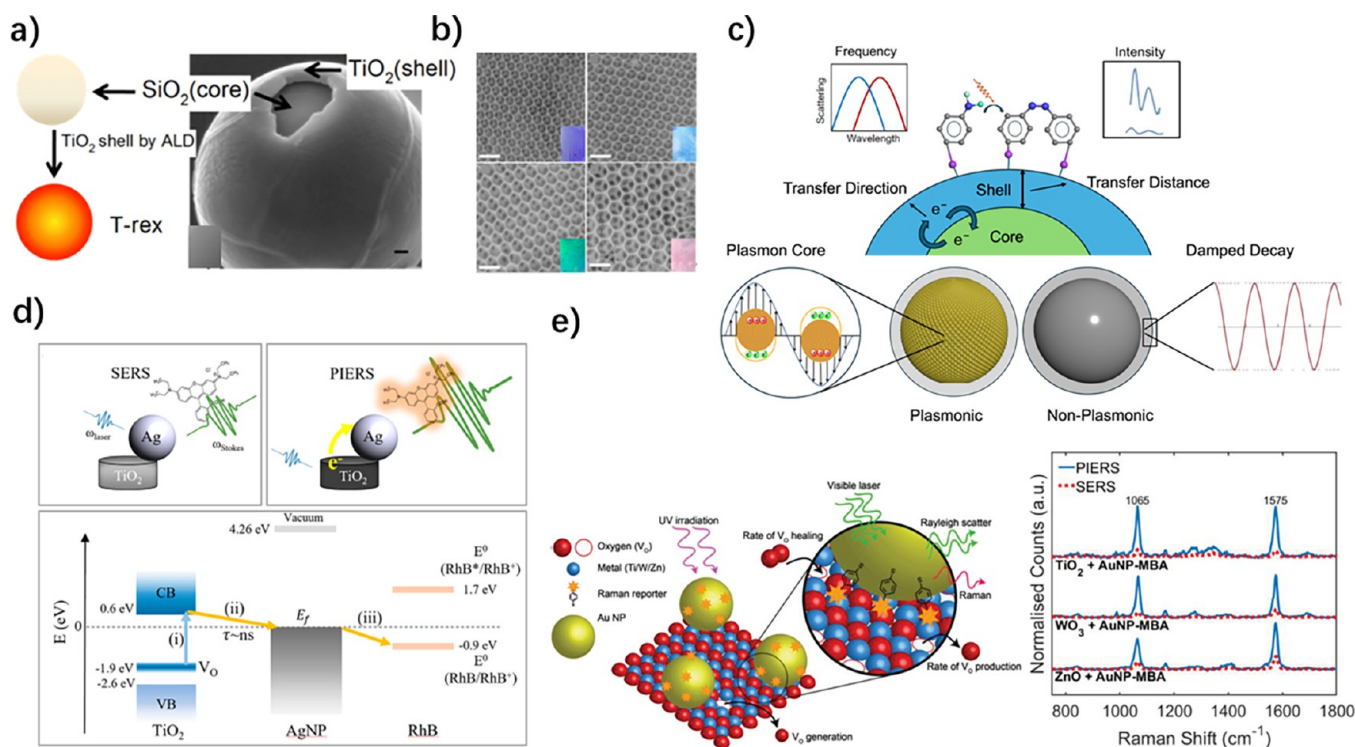 a)
TiO2(shell)
SiO2(core)
TiO2 shell by ALD
T-rex
b)
c)
Frequency
Scattering
Wavelength
Intensity
Transfer Direction
Shell
Transfer Distance
e⁻
e⁻
Core
Plasmon Core
Damped Decay
Plasmonic
Non-Plasmonic
d)
SERS
ωlaser
Ag
ωStokes
TiO2
PIERS
Ag
e⁻
TiO2
E (eV)
Vacuum
4.26 eV
E⁰
(RhB*/RhB⁺)
1.7 eV
CB
0.6 eV
(ii)
Ef
(iii)
0
τ~ns
(i)
-0.9 eV
-1.9 eV
VO
E⁰
(RhB/RhB⁺)
-2.6 eV
VB
TiO2
AgNP
RhB
e)
UV irradiation
Visible laser
Rayleigh scatter
Raman
Oxygen (VO)
Metal (Ti/W/Zn)
Raman reporter
Au NP
Rate of VO healing
Rate of VO production
VO generation
Normalised Counts (a.u.)
PIERS
SERS
1065
1575
TiO2 + AuNP-MBA
WO3 + AuNP-MBA
ZnO + AuNP-MBA
800 1000 1200 1400 1600 1800
Raman Shift (cm⁻¹)